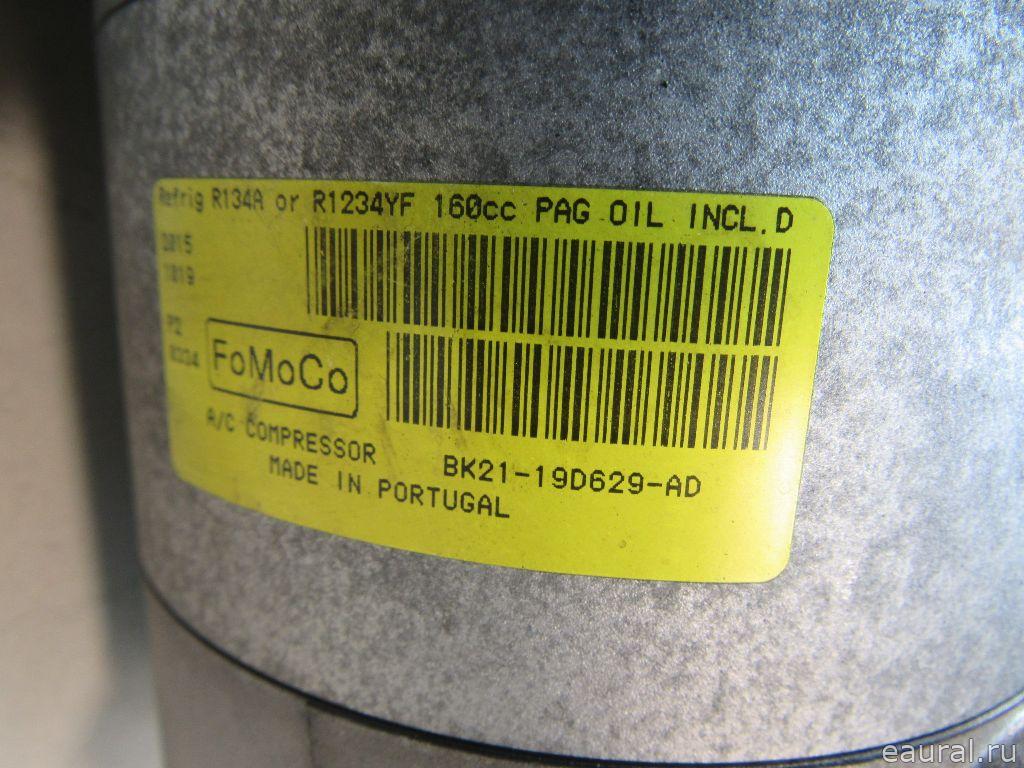 Refrig R134A or R1234YF 160cc PAG OIL INCL.D
FoMoCo
A/C COMPRESSOR
BK21-19D629-AD
MADE IN PORTUGAL
eaural.ru